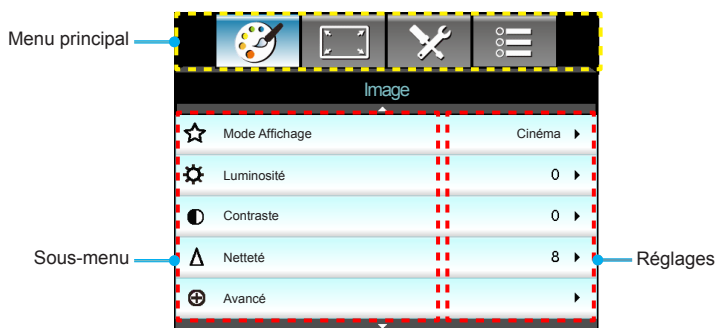 Menu principal
Image
Mode Affichage Cinéma
Luminosité 0
Contraste 0
Sous-menu Netteté 8 Réglages
Avancé